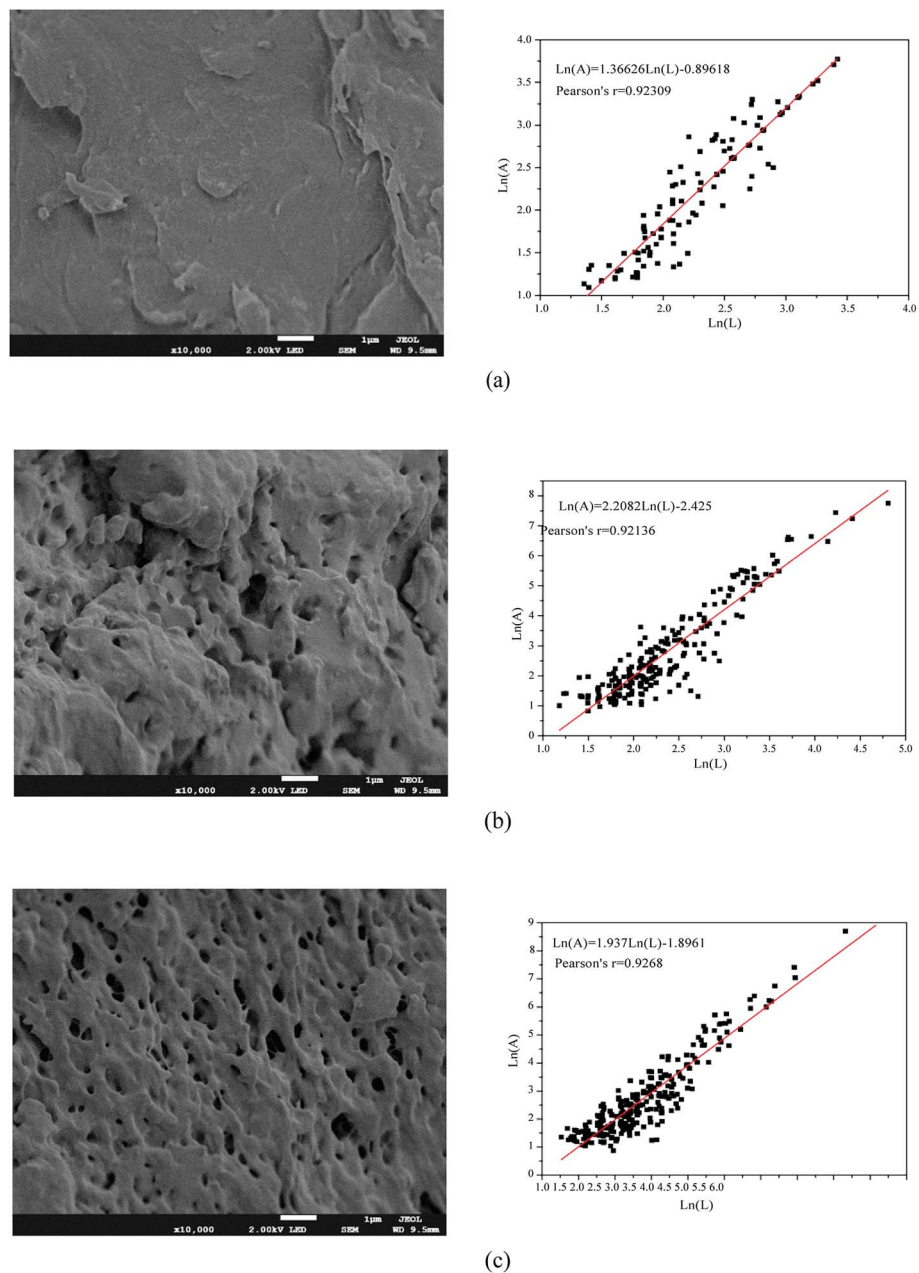 4.0
3.5
3.0
2.5
2.0
1.5
1.0
Ln(A)
Ln(A)=1.36626Ln(L)-0.89618
Pearson's r=0.92309
1.0 1.5 2.0 2.5 3.0 3.5 4.0
Ln(L)
1µm JEOL
x10,000 2.00kV LED SEM WD 9.5mm
(a)
8
7
6
5
4
3
2
1
0
Ln(A)
Ln(A)=2.2082Ln(L)-2.425
Pearson's r=0.92136
1.0 1.5 2.0 2.5 3.0 3.5 4.0 4.5 5.0
Ln(L)
1µm JEOL
x10,000 2.00kV LED SEM WD 9.5mm
(b)
9
8
7
6
5
4
3
2
1
0
Ln(A)
Ln(A)=1.937Ln(L)-1.8961
Pearson's r=0.9268
1.0 1.5 2.0 2.5 3.0 3.5 4.0 4.5 5.0 5.5 6.0
Ln(L)
1µm JEOL
x10,000 2.00kV LED SEM WD 9.5mm
(c)